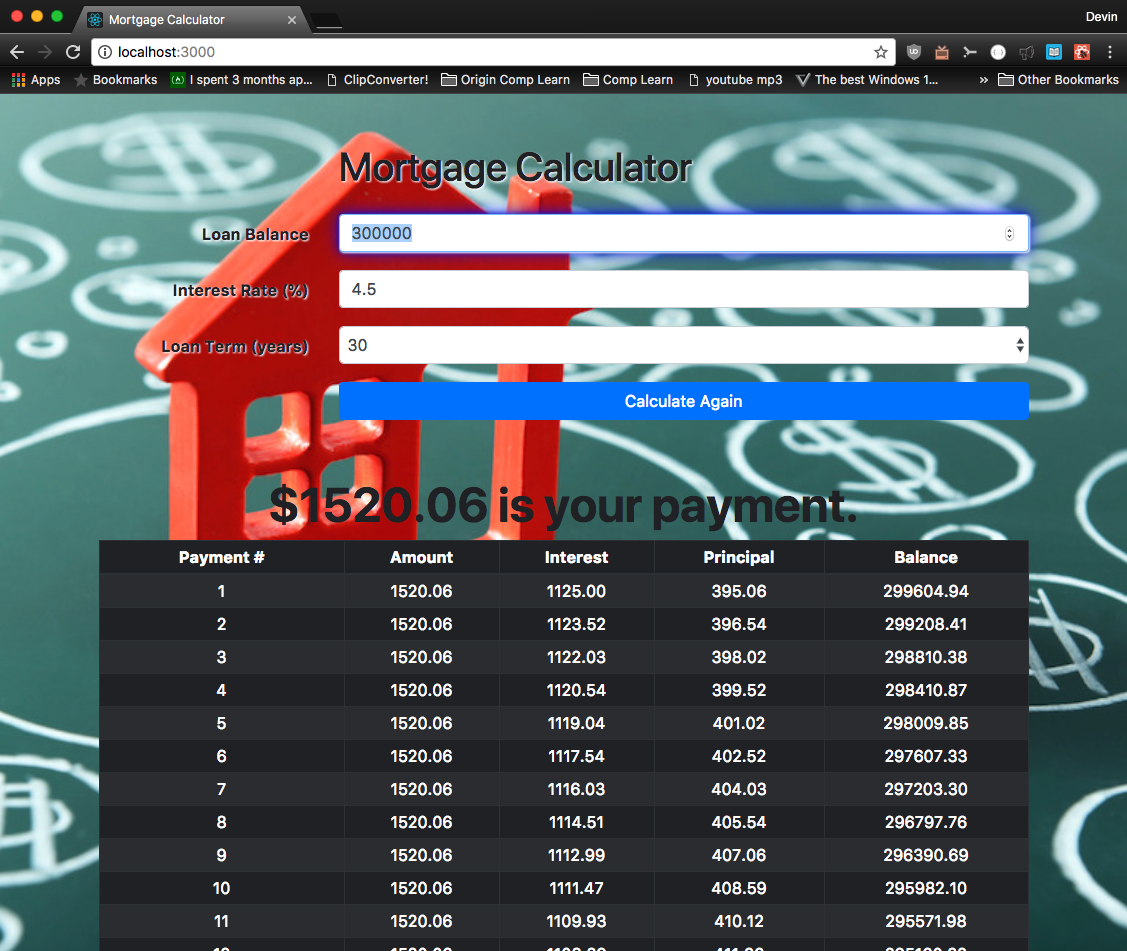 Mortgage Calculator
Devin
localhost:3000
Apps Bookmarks I spent 3 months ap... ClipConverter! Origin Comp Learn Comp Learn youtube mp3 The best Windows 1... » Other Bookmarks
Mortgage Calculator
Loan Balance 300000
Interest Rate (%) 4.5
Loan Term (years) 30
Calculate Again
$1520.06 is your payment.
Payment # Amount Interest Principal Balance
1 1520.06 1125.00 395.06 299604.94
2 1520.06 1123.52 396.54 299208.41
3 1520.06 1122.03 398.02 298810.38
4 1520.06 1120.54 399.52 298410.87
5 1520.06 1119.04 401.02 298009.85
6 1520.06 1117.54 402.52 297607.33
7 1520.06 1116.03 404.03 297203.30
8 1520.06 1114.51 405.54 296797.76
9 1520.06 1112.99 407.06 296390.69
10 1520.06 1111.47 408.59 295982.10
11 1520.06 1109.93 410.12 295571.98